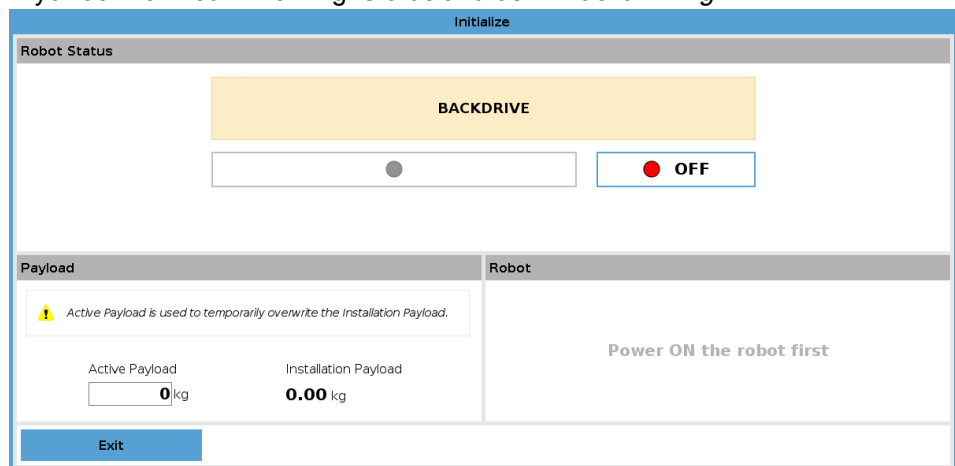 Initialize
Robot Status
BACKDRIVE
OFF
Payload
Robot
Active Payload is used to temporarily overwrite the Installation Payload.
Power ON the robot first
Active Payload
Installation Payload
0 kg
0.00 kg
Exit